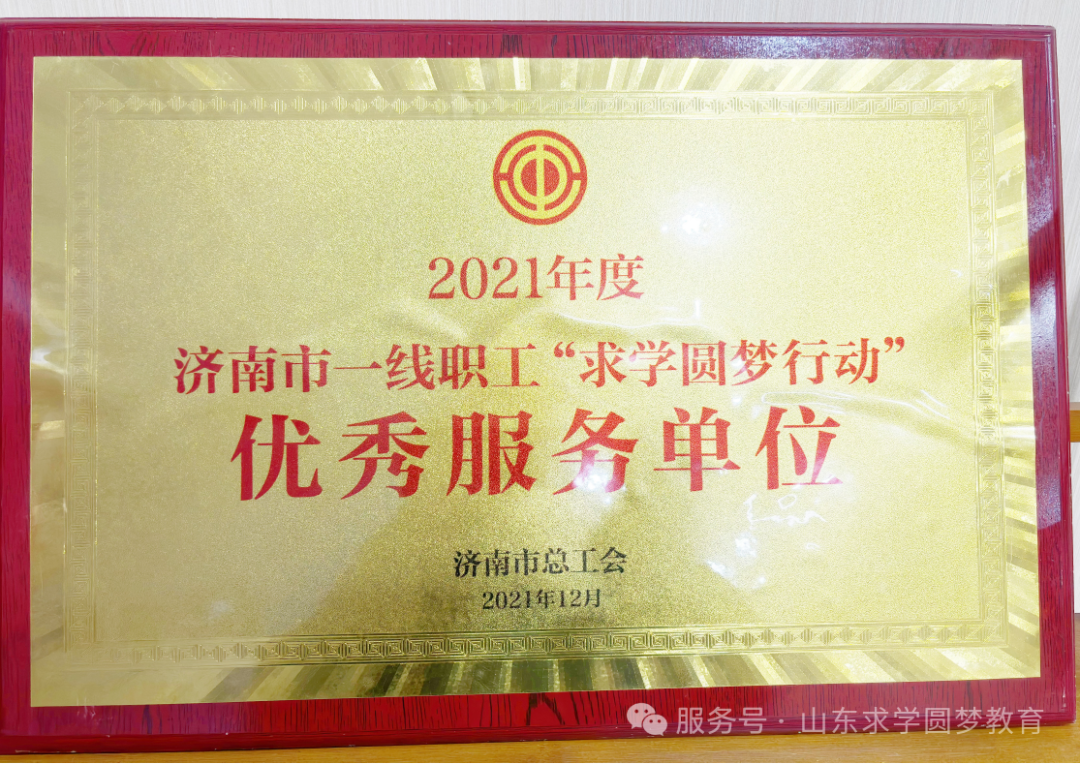 2021年度
济南市一线职工“求学圆梦行动”
优秀服务单位
济南市总工会
2021年12月
服务号·山东求学圆梦教育